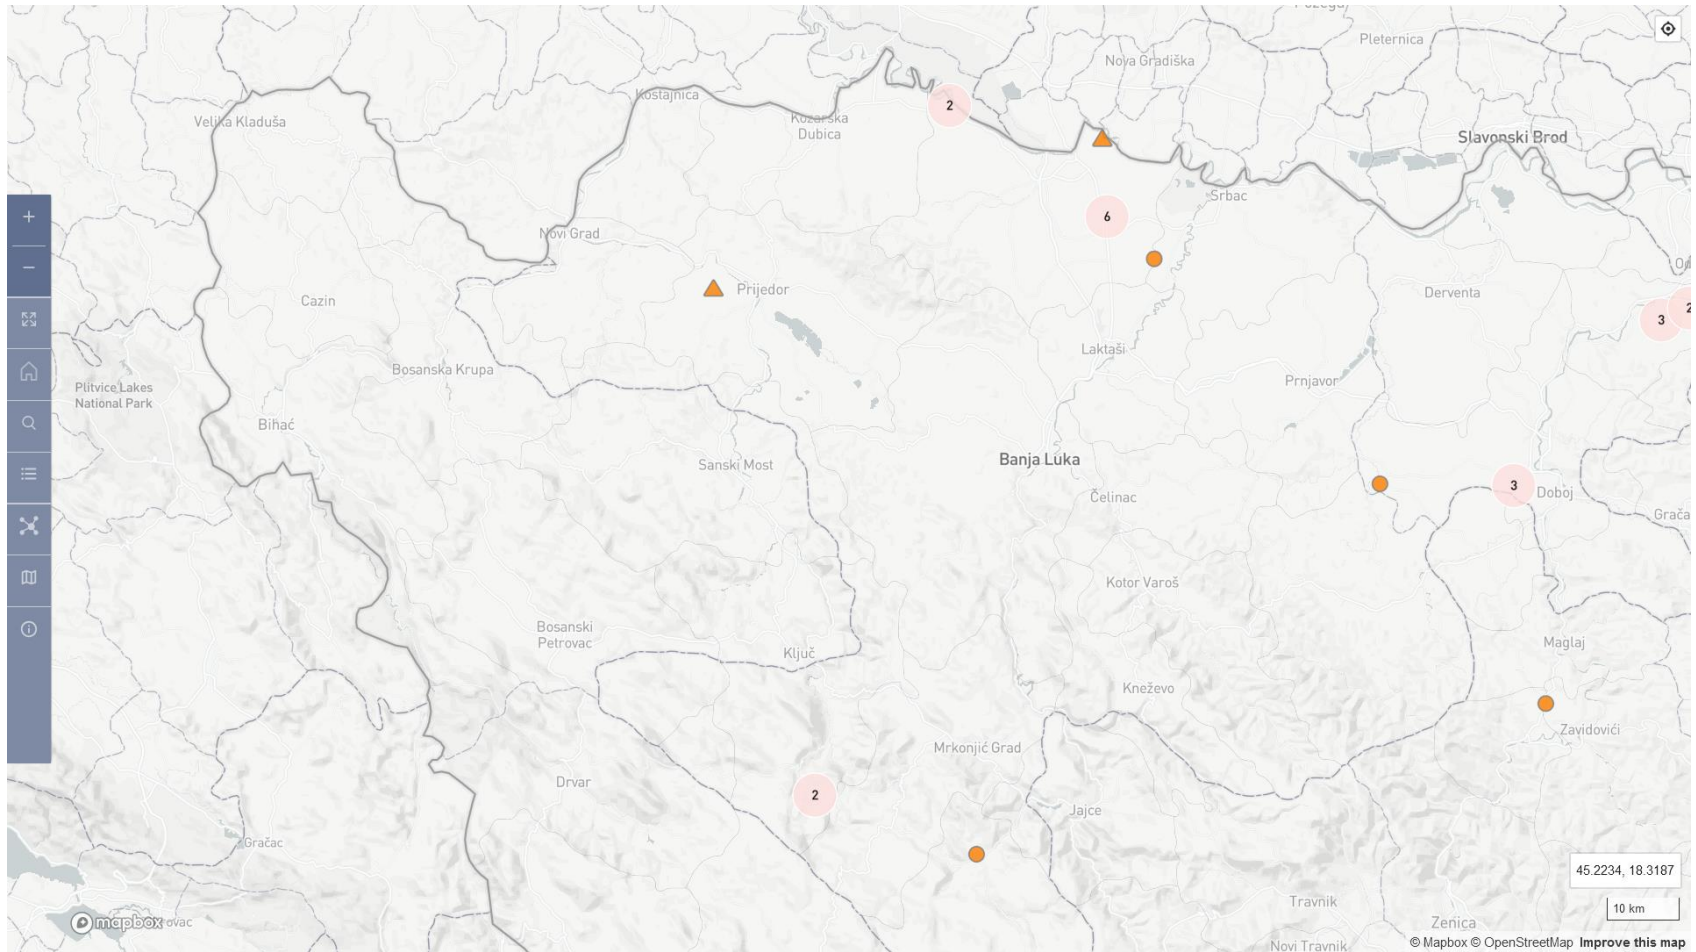 Pleternica
Nova Gradiška
Kostajnica
2
Velika Kladuša
Kozarska
Dubica
Slavonski Brod
Srbac
6
+
Novi Grad
−
Prijedor
Cazin
Derventa
3
2
Laktaši
Bosanska Krupa
Prnjavor
Plitvice Lakes
National Park
Bihać
Banja Luka
Sanski Most
3
Doboj
Čelinac
Kotor Varoš
Bosanski
Petrovac
Maglaj
Ključ
Kneževo
Zavidovići
Mrkonjić Grad
Drvar
2
Jajce
Gračac
45.2234, 18.3187
Travnik
10 km
mapbox
Zenica
Novi Travnik
© Mapbox © OpenStreetMap Improve this map